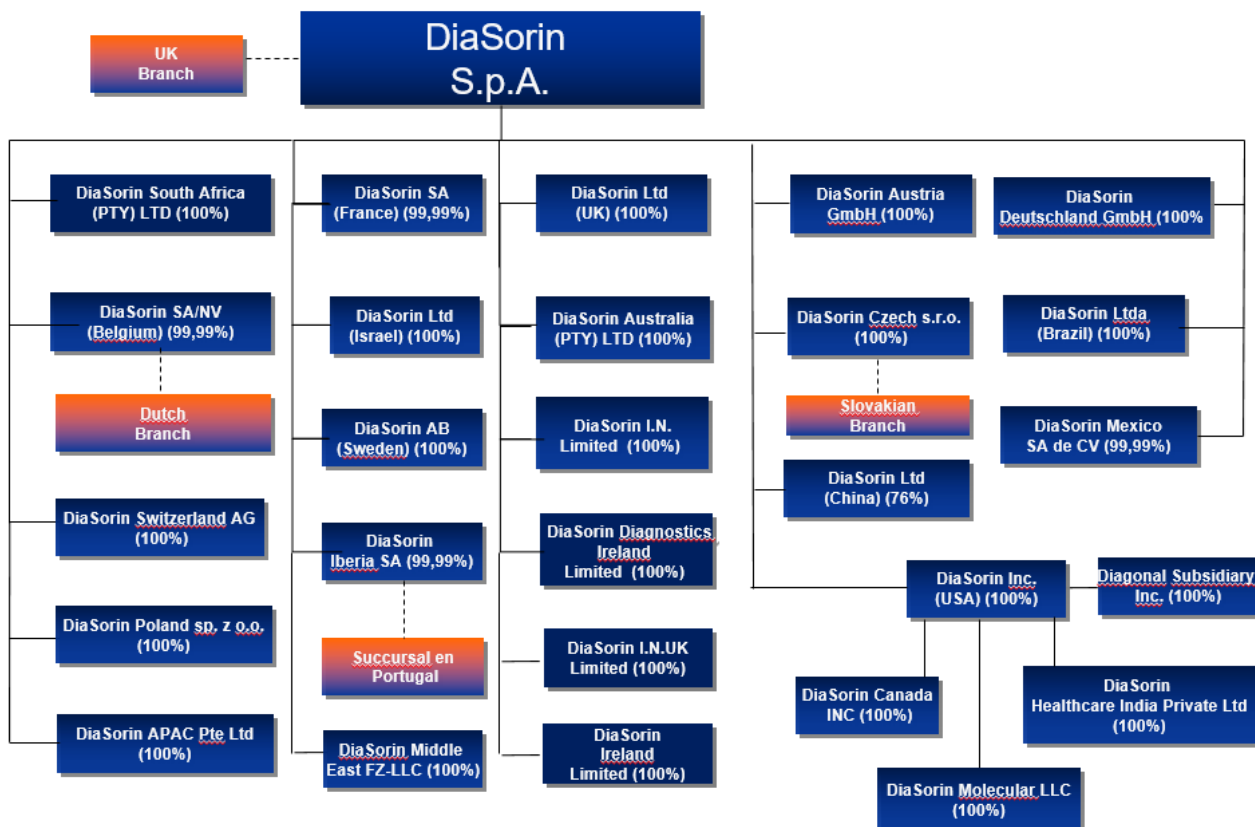 DiaSorin
S.p.A.
UK
Branch
DiaSorin South Africa
(PTY) LTD (100%)
DiaSorin SA
(France) (99,99%)
DiaSorin Ltd
(UK) (100%)
DiaSorin Austria
GmbH (100%)
DiaSorin
Deutschland GmbH (100%
DiaSorin SA/NV
(Belgium) (99,99%)
DiaSorin Ltd
(Israel) (100%)
DiaSorin Australia
(PTY) LTD (100%)
DiaSorin Czech s.r.o.
(100%)
DiaSorin Ltda
(Brazil) (100%)
Dutch
Branch
DiaSorin AB
(Sweden) (100%)
DiaSorin I.N.
Limited (100%)
Slovakian
Branch
DiaSorin Mexico
SA de CV (99,99%)
DiaSorin Ltd
(China) (76%)
DiaSorin Switzerland AG
(100%)
DiaSorin
Iberia SA (99,99%)
DiaSorin Diagnostics
Ireland
Limited (100%)
DiaSorin Inc.
(USA) (100%)
Diagonal Subsidiary
Inc. (100%)
DiaSorin Poland sp. z o.o.
(100%)
Succursal en
Portugal
DiaSorin I.N.UK
Limited (100%)
DiaSorin Canada
INC (100%)
DiaSorin
Healthcare India Private Ltd
(100%)
DiaSorin APAC Pte Ltd
(100%)
DiaSorin Middle
East FZ-LLC (100%)
DiaSorin
Ireland
Limited (100%)
DiaSorin Molecular LLC
(100%)